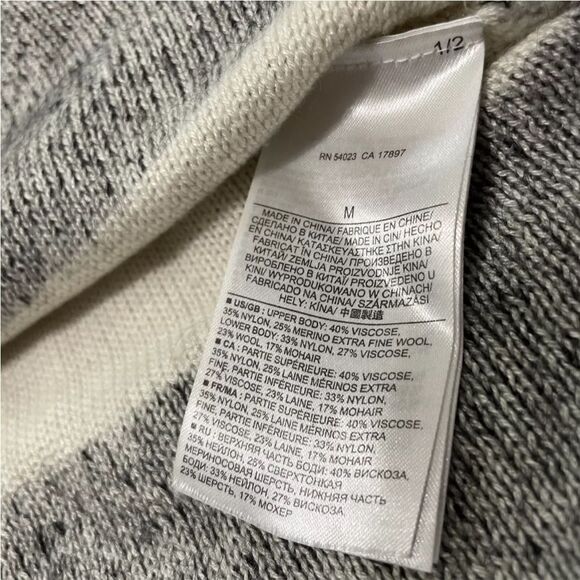 1/2
RN 54023 CA 17897
M
MADE IN CHINA/ FABRIQUE EN CHINE/
СДЕЛАНО В КИТАЕ/ MADE IN CIN/ HECHO
EN CHINA/ ΚΑΤΑΣΚΕΥΑΣΤΗΚΕ ΣΤΗΝ ΚΙΝΑ/
FABRICAT ÎN CHINA/ ПРОИЗВЕДЕНО В
КИТАЙ/ ZEMLJA PROIZVODNJE KINA/
ВИРОБЛЕНО В КИТАЇ/ PROIZVEDENO U
KINI/ WYPRODUKOWANO W CHINACH/
FABRICADO NA CHINA/ SZÁRMAZÁSI
HELY: KÍNA/ 中國製造
■ US/GB : UPPER BODY: 40% VISCOSE,
35% NYLON, 25% MERINO EXTRA FINE WOOL,
LOWER BODY: 33% NYLON, 27% VISCOSE,
23% WOOL, 17% MOHAIR
■ CA : PARTIE SUPÉRIEURE: 40% VISCOSE,
35% NYLON, 25% LAINE MÉRINOS EXTRA
FINE, PARTIE INFÉRIEURE: 33% NYLON,
27% VISCOSE, 23% LAINE, 17% MOHAIR
■ FR/MA : PARTIE SUPÉRIEURE: 40% VISCOSE,
35% NYLON, 25% LAINE MÉRINOS EXTRA
FINE, PARTIE INFÉRIEURE: 33% NYLON,
27% VISCOSE, 23% LAINE, 17% MOHAIR
■ RU : ВЕРХНЯЯ ЧАСТЬ БОДИ: 40% ВИСКОЗА,
35% НЕЙЛОН, 25% СВЕРХТОНКАЯ
МЕРИНОСОВАЯ ШЕРСТЬ, НИЖНЯЯ ЧАСТЬ
БОДИ: 33% НЕЙЛОН, 27% ВИСКОЗА,
23% ШЕРСТЬ, 17% МОХЕР